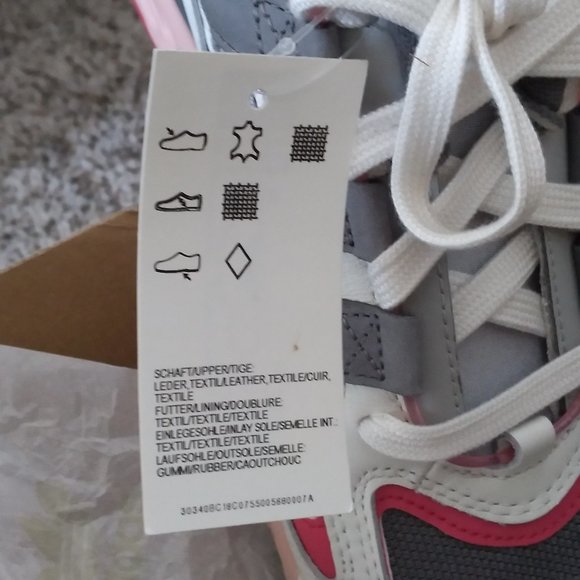 SCHAFT/UPPER/TIGE:
LEDER,TEXTIL/LEATHER,TEXTILE/CUIR,
TEXTILE
FUTTER/LINING/DOUBLURE:
TEXTIL/TEXTILE/TEXTILE
EINLEGESOHLE/INLAY SOLE/SEMELLE INT.:
TEXTIL/TEXTILE/TEXTILE
LAUFSOHLE/OUTSOLE/SEMELLE:
GUMMI/RUBBER/CAOUTCHOUC
30340BC18C0755005880007A